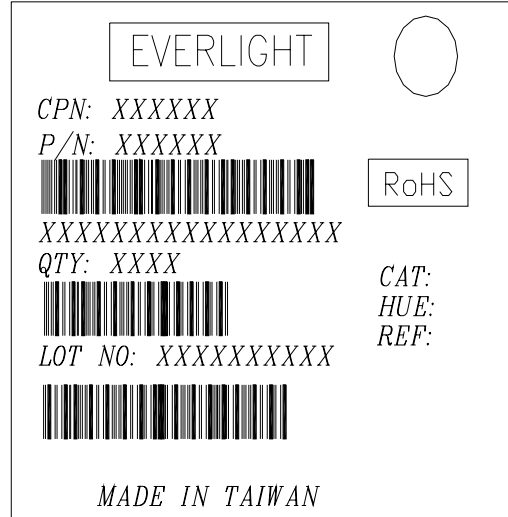 EVERLIGHT
CPN: XXXXXX
P/N: XXXXXX
RoHS
XXXXXXXXXXXXXXXXX
QTY: XXXX
CAT:
HUE:
REF:
LOT NO: XXXXXXXXXX
MADE IN TAIWAN